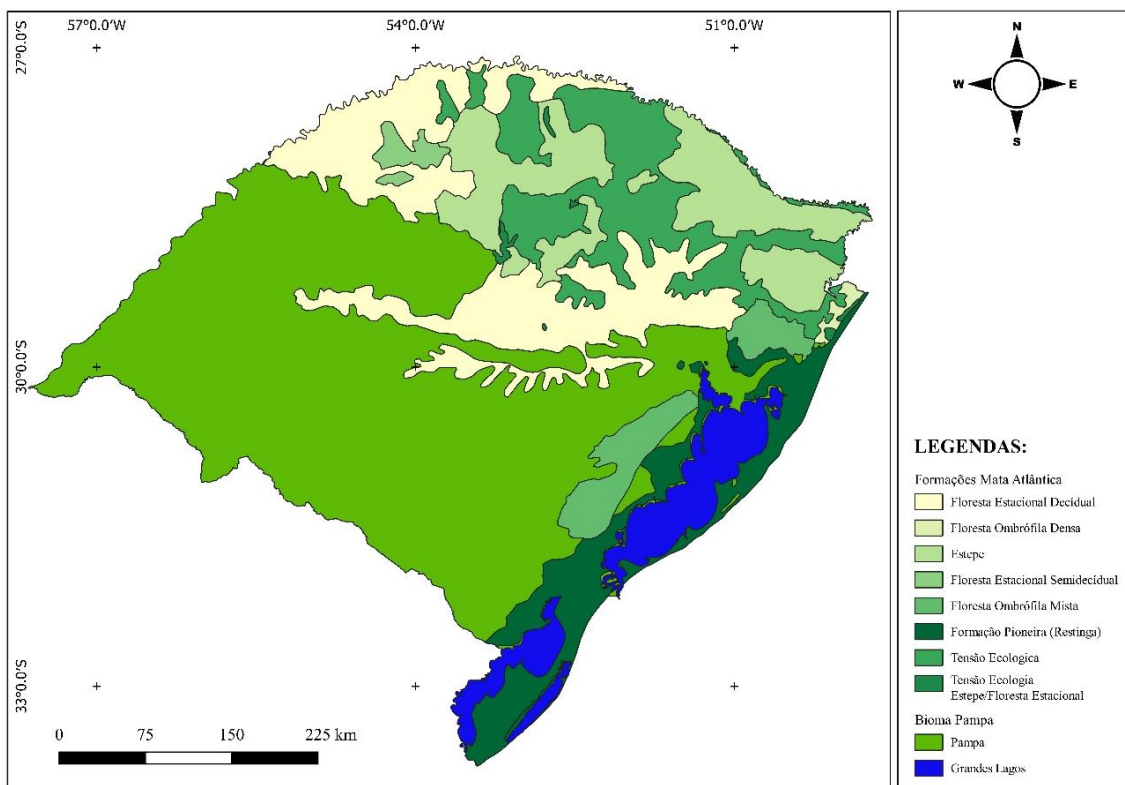 57°0.0'W
54°0.0'W
51°0.0'W
27°0.0'S
30°0.0'S
33°0.0'S
0 75 150 225 km
N
W E
S
LEGENDAS:
Formações Mata Atlântica
Floresta Estacional Decidual
Floresta Ombrófila Densa
Estepe
Floresta Estacional Semidecídual
Floresta Ombrófila Mista
Formação Pioneira (Restinga)
Tensão Ecologica
Tensão Ecologia
Estepe/Floresta Estacional
Bioma Pampa
Pampa
Grandes Lagos